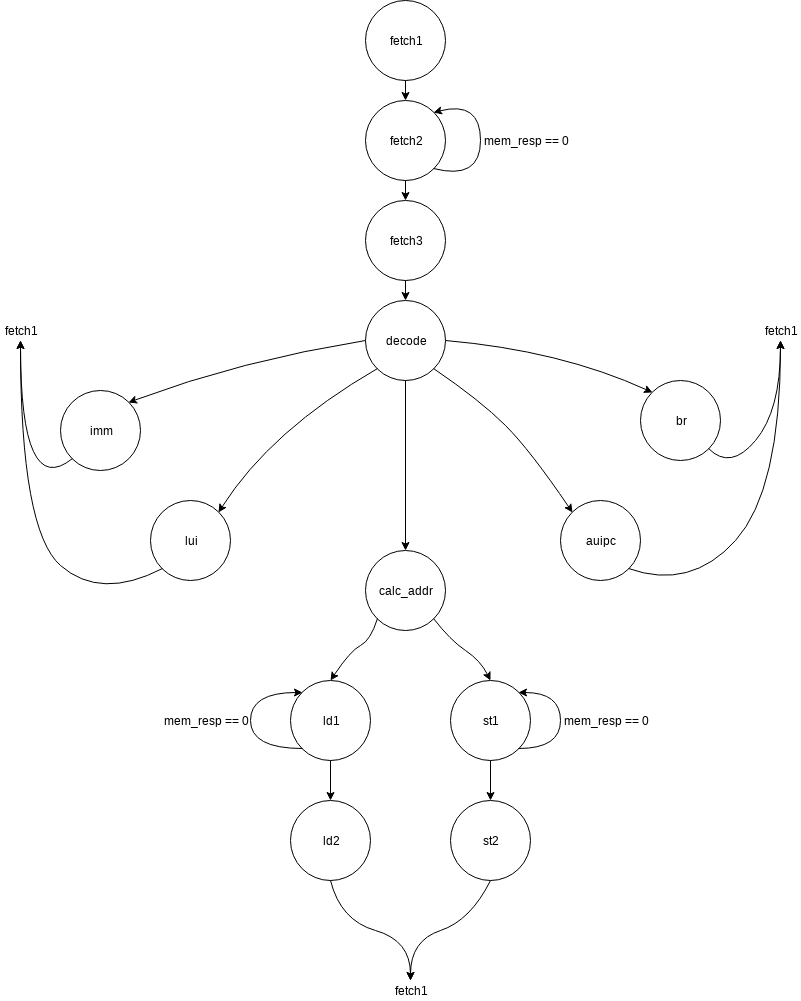 fetch1
fetch2
mem_resp == 0
fetch3
fetch1
decode
fetch1
imm
br
lui
auipc
calc_addr
mem_resp == 0
ld1
st1
mem_resp == 0
ld2
st2
fetch1